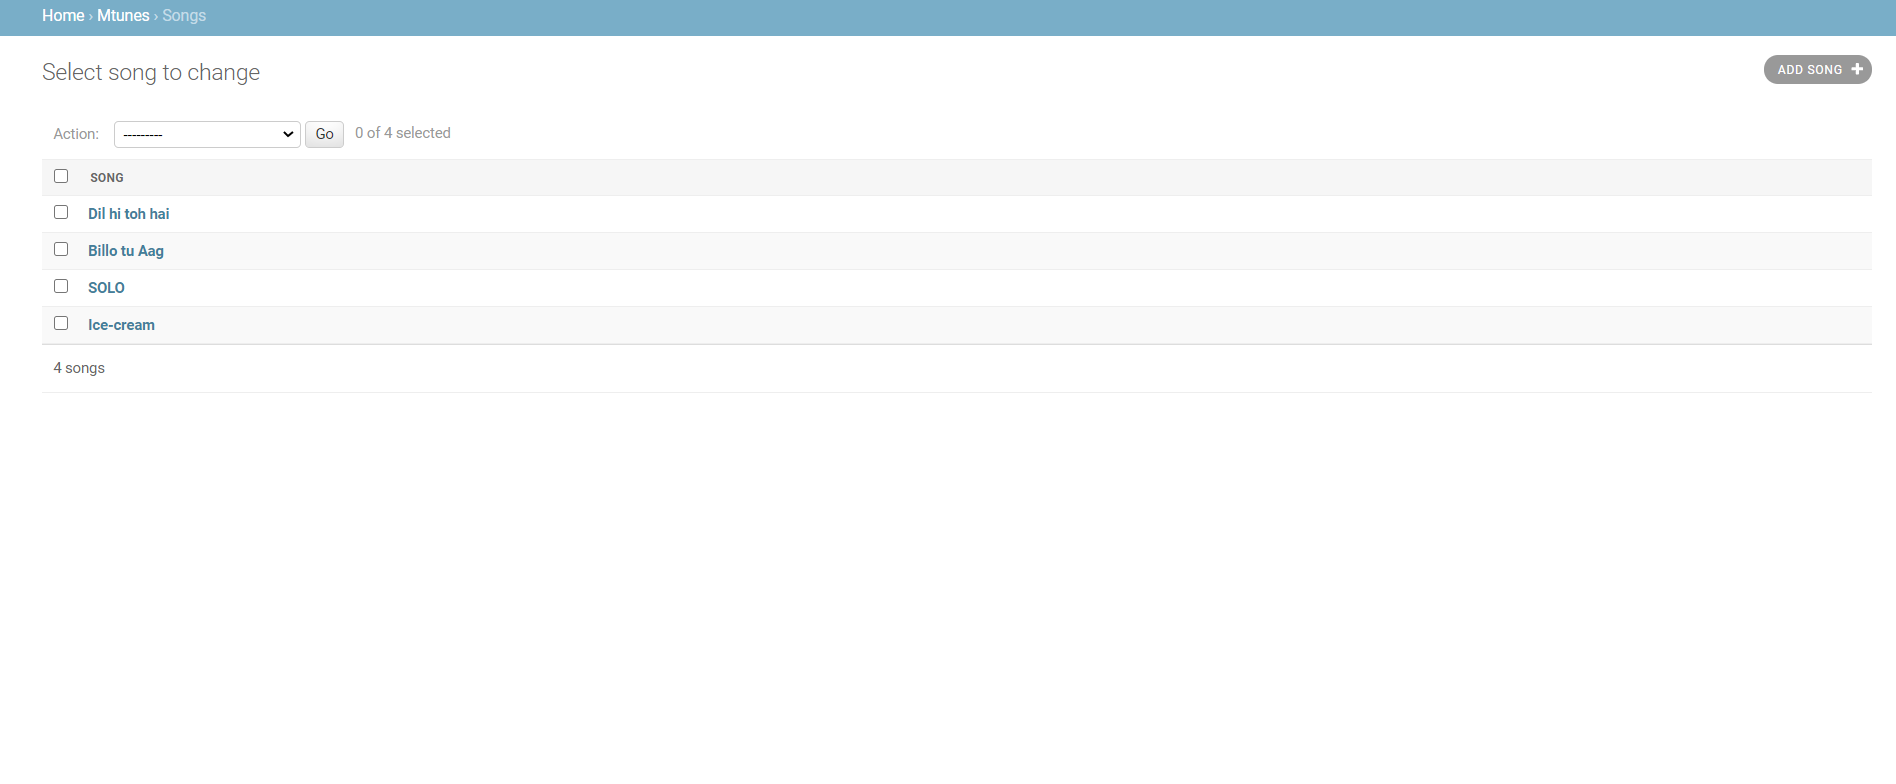 Home › Mtunes › Songs
Select song to change
ADD SONG +
Action: --------- Go 0 of 4 selected
SONG
Dil hi toh hai
Billo tu Aag
SOLO
Ice-cream
4 songs